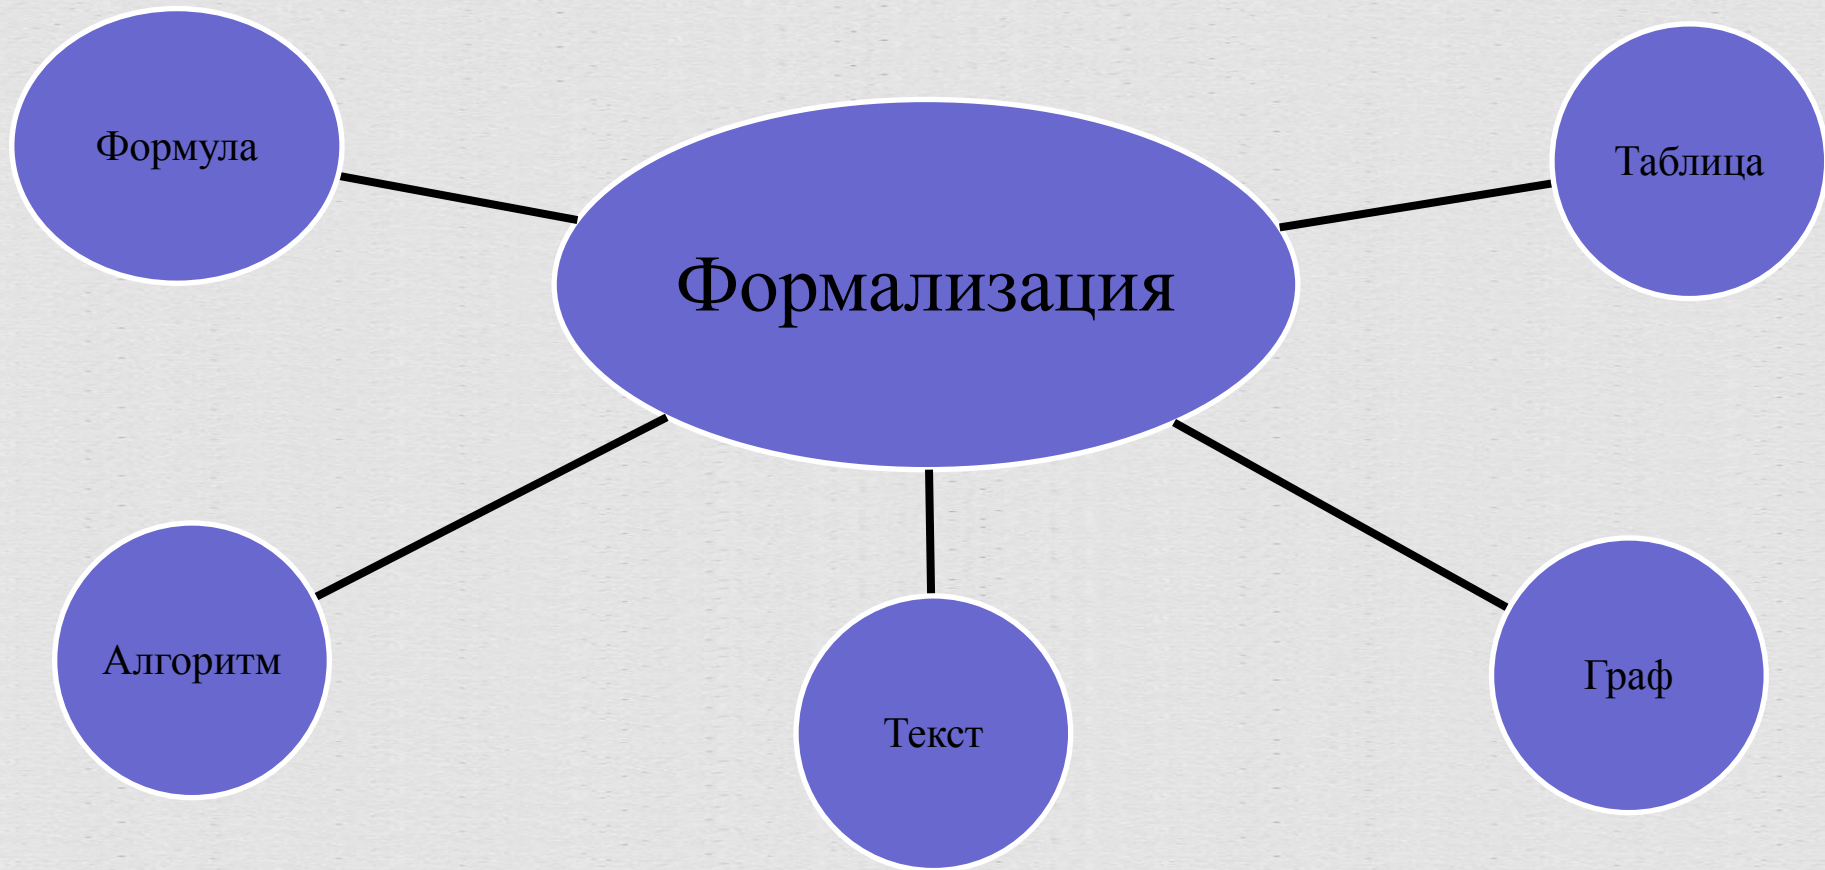 Формула
Таблица
Формализация
Алгоритм
Текст
Граф